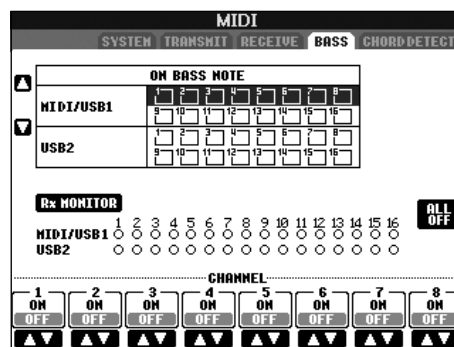 MIDI
SYSTEM TRANSMIT RECEIVE BASS CHORD DETECT
ON BASS NOTE
MIDI/USB1
1 2 3 4 5 6 7 8
9 10 11 12 13 14 15 16
USB2
1 2 3 4 5 6 7 8
9 10 11 12 13 14 15 16
Rx MONITOR
1 2 3 4 5 6 7 8 9 10 11 12 13 14 15 16
MIDI/USB1
USB2
ALL OFF
CHANNEL
1 2 3 4 5 6 7 8
ON ON ON ON ON ON ON ON
OFF OFF OFF OFF OFF OFF OFF OFF